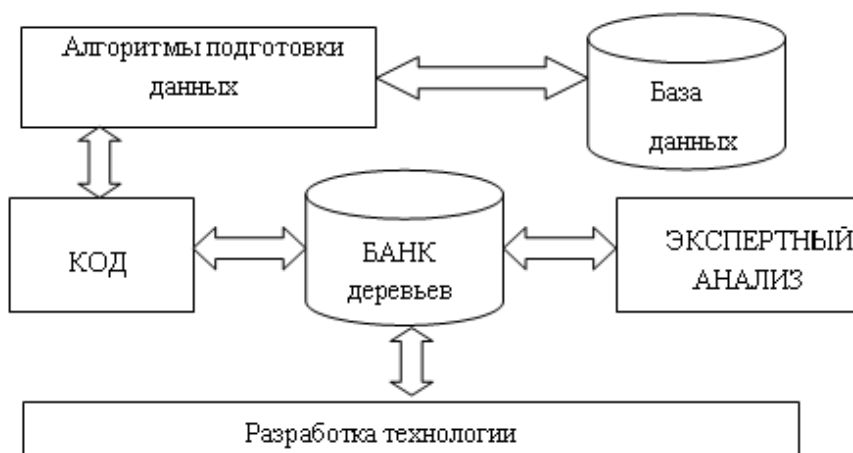 Алгоритмы подготовки
данных
База
данных
КОД
БАНК
деревьев
ЭКСПЕРТНЫЙ
АНАЛИЗ
Разработка технологии